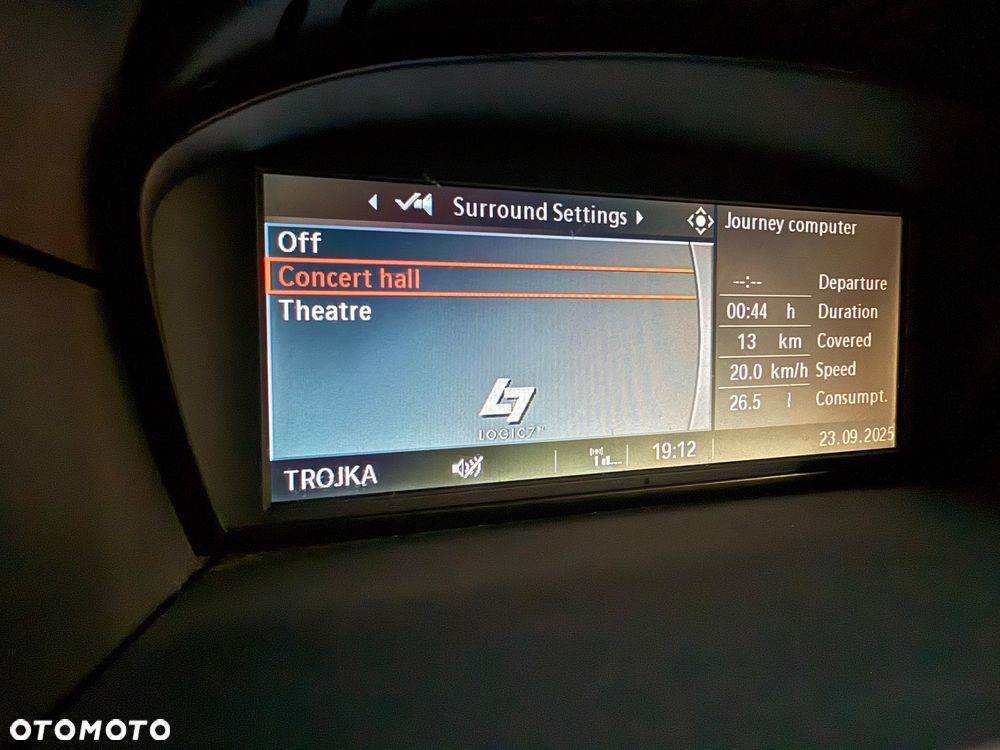 Surround Settings
Off
Concert hall
Theatre
LOGIC7™
TROJKA
19:12
Journey computer
--:-- Departure
00:44 h Duration
13 km Covered
20.0 km/h Speed
26.5 l Consumpt.
23.09.2025
OTOMOTO